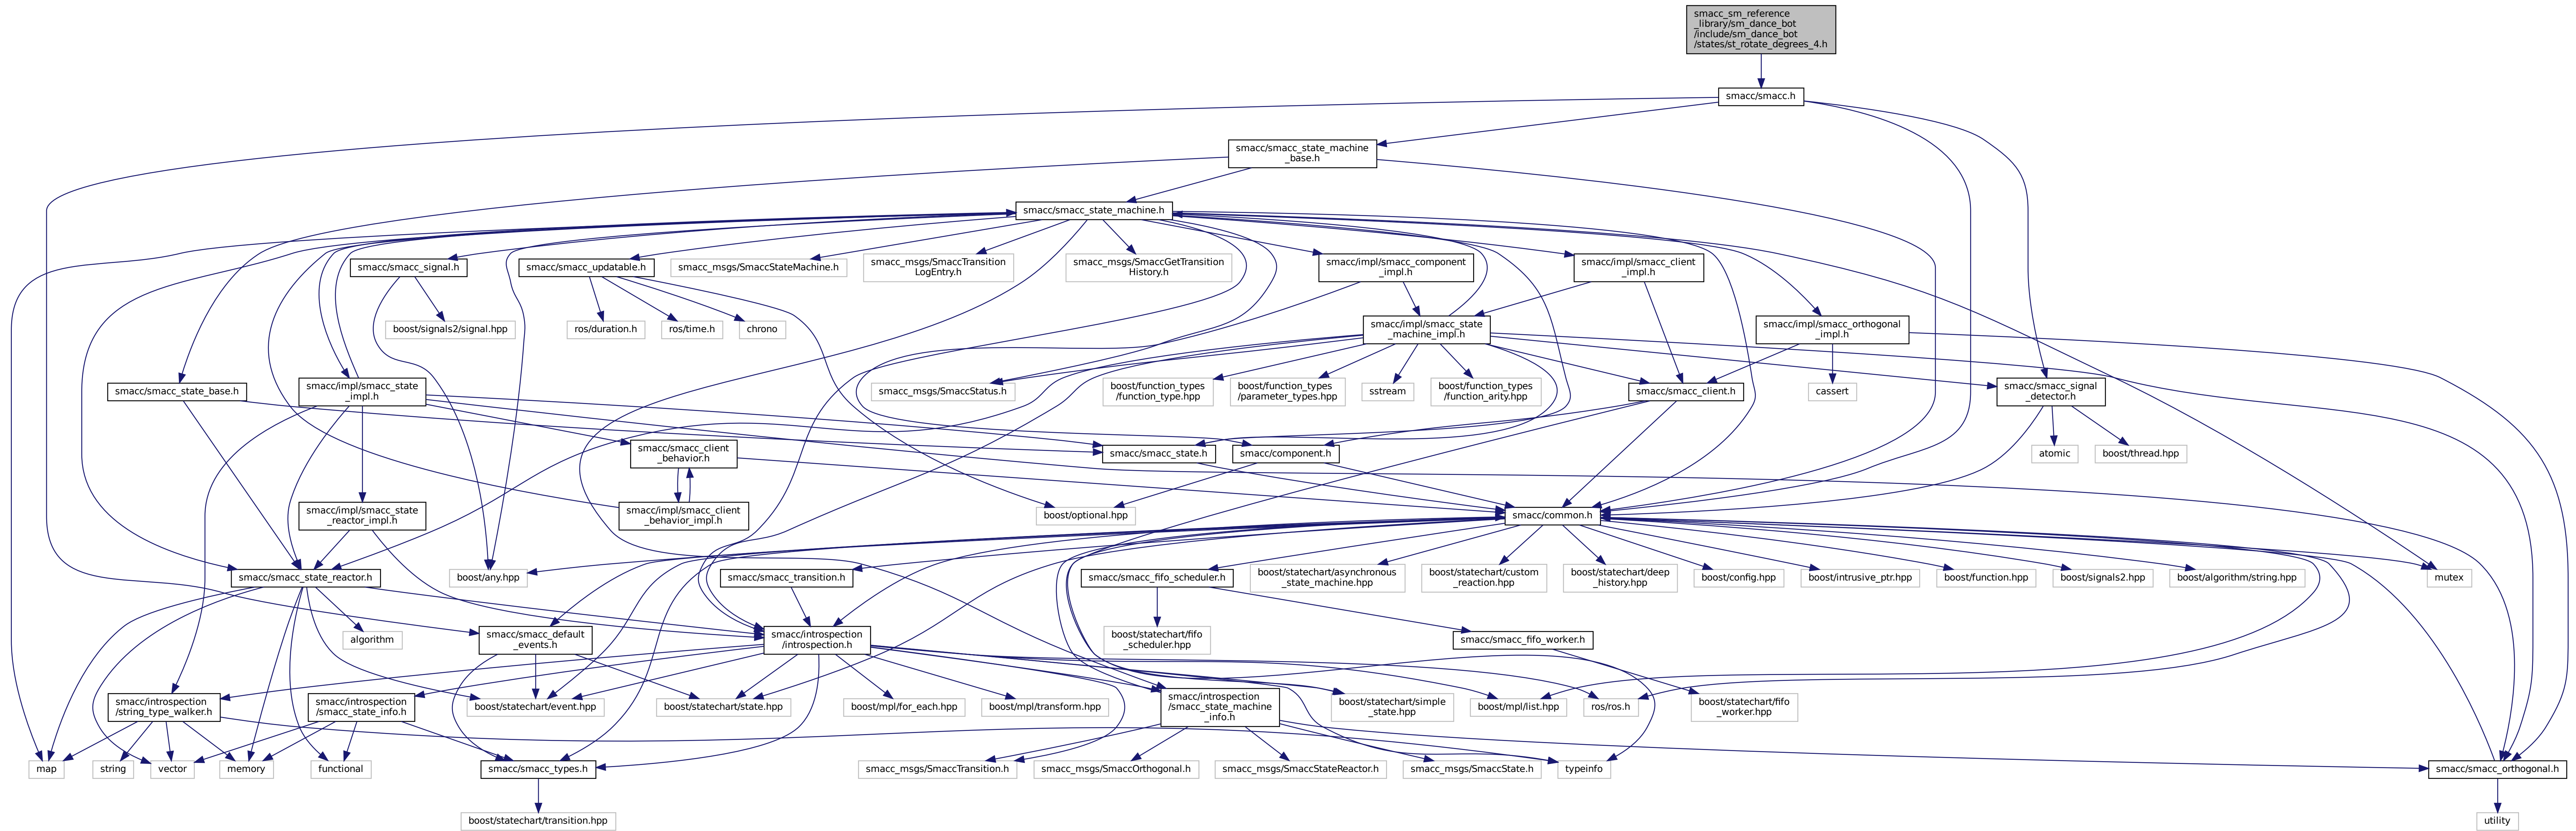 smacc_sm_reference
_library/sm_dance_bot
/include/sm_dance_bot
/states/st_rotate_degrees_4.h
smacc/smacc.h
smacc/smacc_state_machine
_base.h
smacc/smacc_state_machine.h
smacc/smacc_signal.h
smacc/smacc_updatable.h
smacc_msgs/SmaccStateMachine.h
smacc_msgs/SmaccTransition
LogEntry.h
smacc_msgs/SmaccGetTransition
History.h
smacc/impl/smacc_component
_impl.h
smacc/impl/smacc_client
_impl.h
boost/signals2/signal.hpp
ros/duration.h
ros/time.h
chrono
smacc/impl/smacc_state
_machine_impl.h
smacc/impl/smacc_orthogonal
_impl.h
smacc/smacc_state_base.h
smacc/impl/smacc_state
_impl.h
smacc_msgs/SmaccStatus.h
boost/function_types
/function_type.hpp
boost/function_types
/parameter_types.hpp
sstream
boost/function_types
/function_arity.hpp
smacc/smacc_client.h
cassert
smacc/smacc_signal
_detector.h
smacc/smacc_client
_behavior.h
smacc/smacc_state.h
smacc/component.h
atomic
boost/thread.hpp
smacc/impl/smacc_state
_reactor_impl.h
smacc/impl/smacc_client
_behavior_impl.h
boost/optional.hpp
smacc/common.h
smacc/smacc_state_reactor.h
boost/any.hpp
smacc/smacc_transition.h
smacc/smacc_fifo_scheduler.h
boost/statechart/asynchronous
_state_machine.hpp
boost/statechart/custom
_reaction.hpp
boost/statechart/deep
_history.hpp
boost/config.hpp
boost/intrusive_ptr.hpp
boost/function.hpp
boost/signals2.hpp
boost/algorithm/string.hpp
mutex
algorithm
smacc/smacc_default
_events.h
smacc/introspection
/introspection.h
boost/statechart/fifo
_scheduler.hpp
smacc/smacc_fifo_worker.h
smacc/introspection
/string_type_walker.h
smacc/introspection
/smacc_state_info.h
boost/statechart/event.hpp
boost/statechart/state.hpp
boost/mpl/for_each.hpp
boost/mpl/transform.hpp
smacc/introspection
/smacc_state_machine
_info.h
boost/statechart/simple
_state.hpp
boost/mpl/list.hpp
ros/ros.h
boost/statechart/fifo
_worker.hpp
map
string
vector
memory
functional
smacc/smacc_types.h
smacc_msgs/SmaccTransition.h
smacc_msgs/SmaccOrthogonal.h
smacc_msgs/SmaccStateReactor.h
smacc_msgs/SmaccState.h
typeinfo
smacc/smacc_orthogonal.h
boost/statechart/transition.hpp
utility